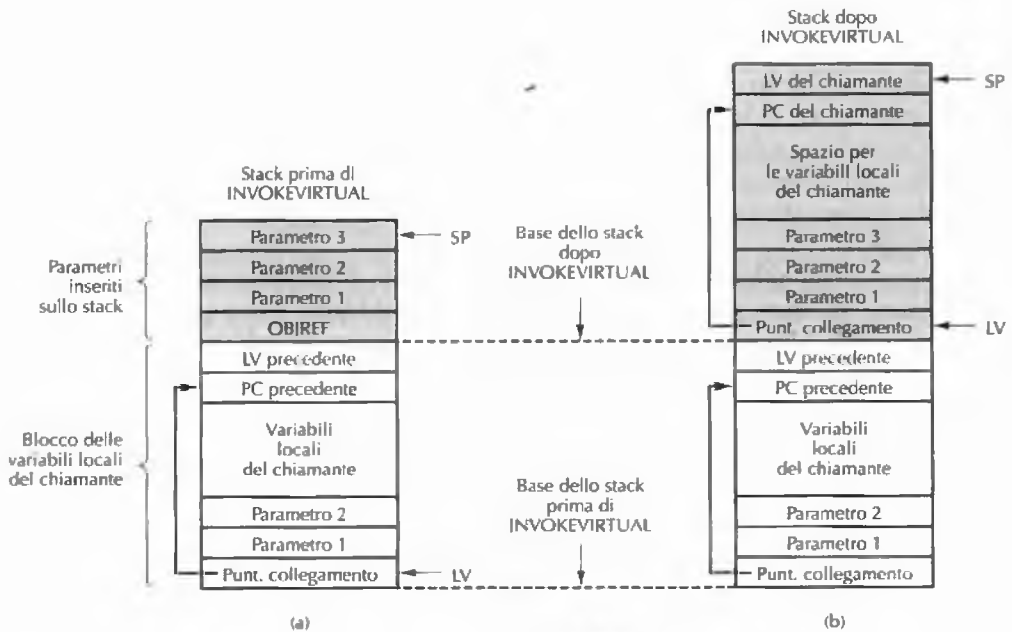 Stack prima di
INVOKEVIRTUAL
Parametro 3
SP
Parametro 2
Parametro 1
OBJREF
LV precedente
PC precedente
Variabili
locali
del chiamante
Parametro 2
Parametro 1
Punt. collegamento
LV
Parametri
inseriti
sullo stack
Blocco delle
variabili locali
del chiamante
(a)
Base dello stack
dopo
INVOKEVIRTUAL
Base dello stack
prima di
INVOKEVIRTUAL
Stack dopo
INVOKEVIRTUAL
LV del chiamante
SP
PC del chiamante
Spazio per
le variabili locali
del chiamante
Parametro 3
Parametro 2
Parametro 1
Punt. collegamento
LV
LV precedente
PC precedente
Variabili
locali
del chiamante
Parametro 2
Parametro 1
Punt. collegamento
(b)